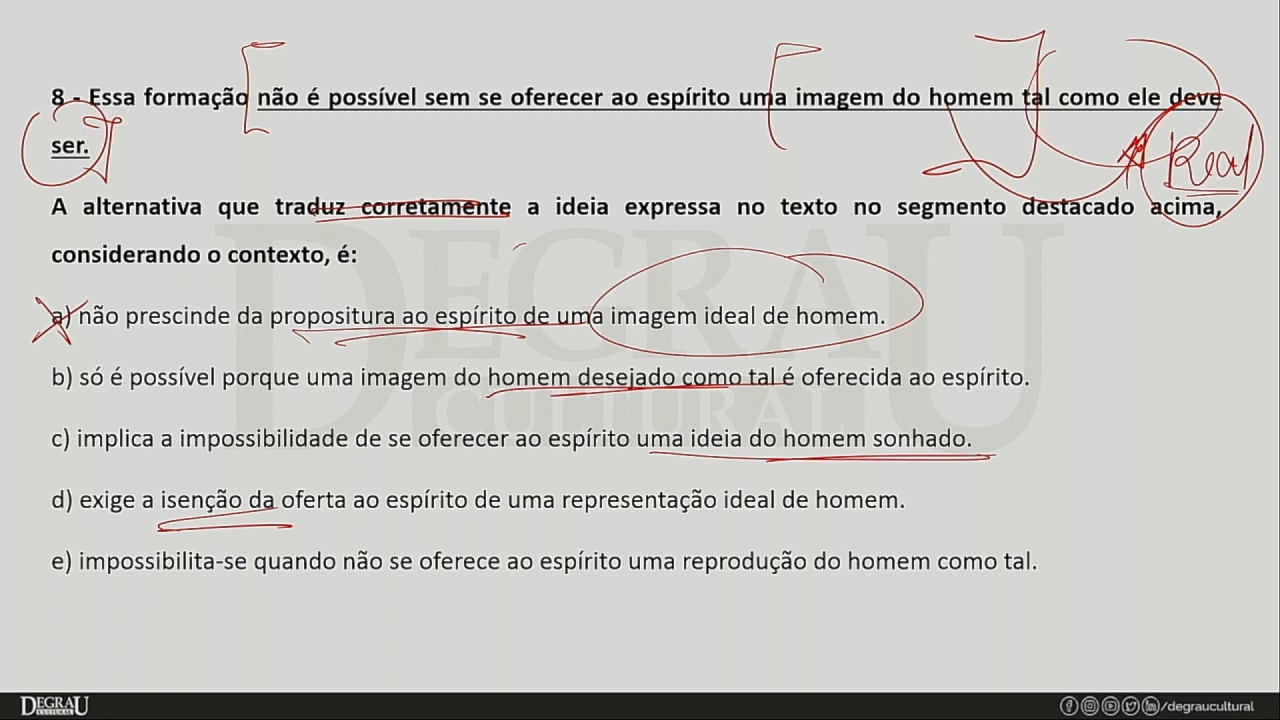 8 - Essa formação não é possível sem se oferecer ao espírito uma imagem do homem tal como ele deve
ser.
Real
A alternativa que traduz corretamente a ideia expressa no texto no segmento destacado acima,
considerando o contexto, é:
a) não prescinde da propositura ao espírito de uma imagem ideal de homem.
b) só é possível porque uma imagem do homem desejado como tal é oferecida ao espírito.
c) implica a impossibilidade de se oferecer ao espírito uma ideia do homem sonhado.
d) exige a isenção da oferta ao espírito de uma representação ideal de homem.
e) impossibilita-se quando não se oferece ao espírito uma reprodução do homem como tal.
DEGRAU CULTURAL
DEGRAU CULTURAL
/degraucultural